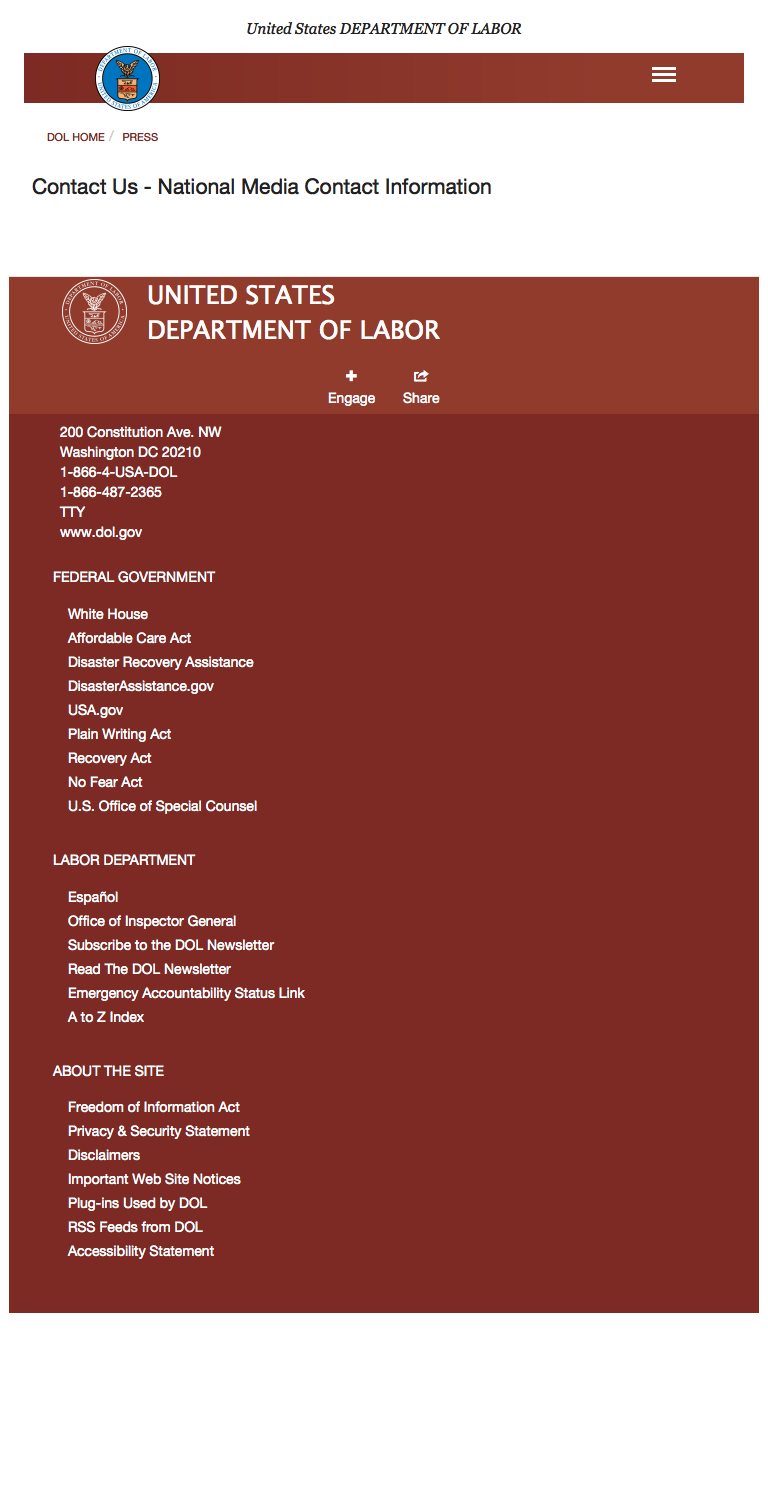 United States DEPARTMENT OF LABOR
DOL HOME / PRESS
Contact Us - National Media Contact Information
UNITED STATES
DEPARTMENT OF LABOR
Engage Share
200 Constitution Ave. NW
Washington DC 20210
1-866-4-USA-DOL
1-866-487-2365
TTY
www.dol.gov
FEDERAL GOVERNMENT
White House
Affordable Care Act
Disaster Recovery Assistance
DisasterAssistance.gov
USA.gov
Plain Writing Act
Recovery Act
No Fear Act
U.S. Office of Special Counsel
LABOR DEPARTMENT
Español
Office of Inspector General
Subscribe to the DOL Newsletter
Read The DOL Newsletter
Emergency Accountability Status Link
A to Z Index
ABOUT THE SITE
Freedom of Information Act
Privacy & Security Statement
Disclaimers
Important Web Site Notices
Plug-ins Used by DOL
RSS Feeds from DOL
Accessibility Statement